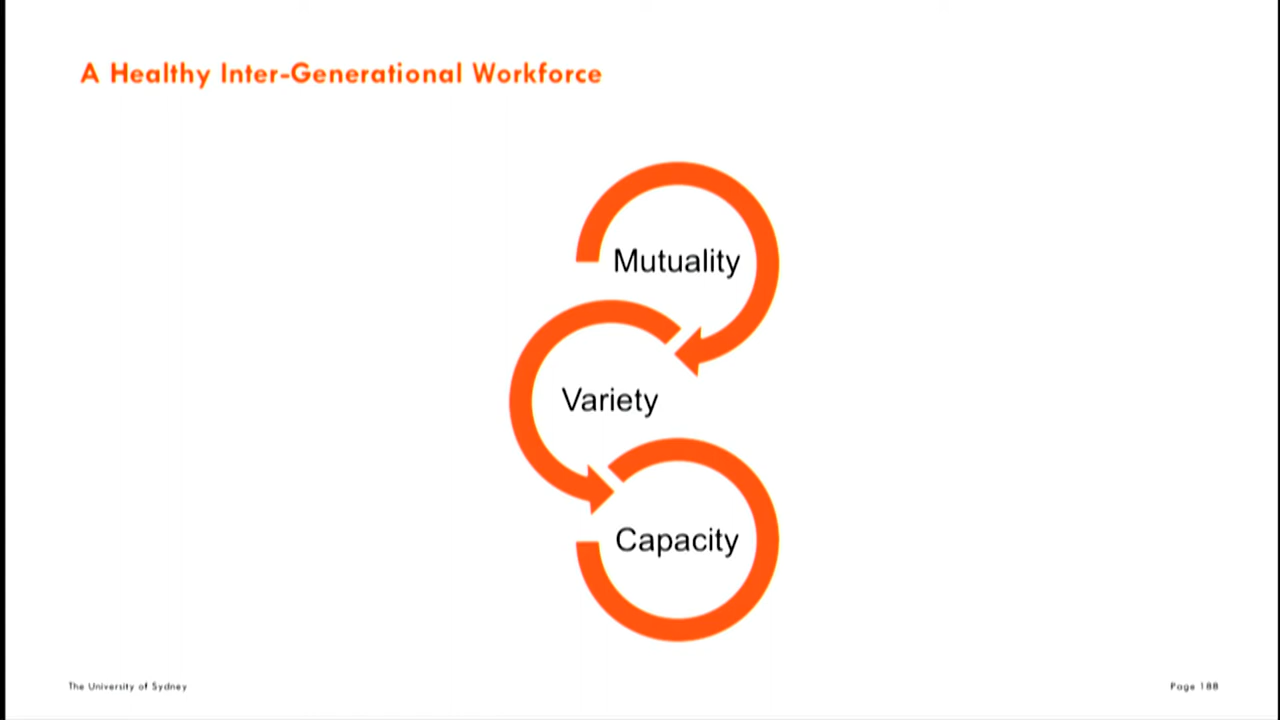 A Healthy Inter-Generational Workforce
Mutuality
Variety
Capacity
The University of Sydney
Page 188